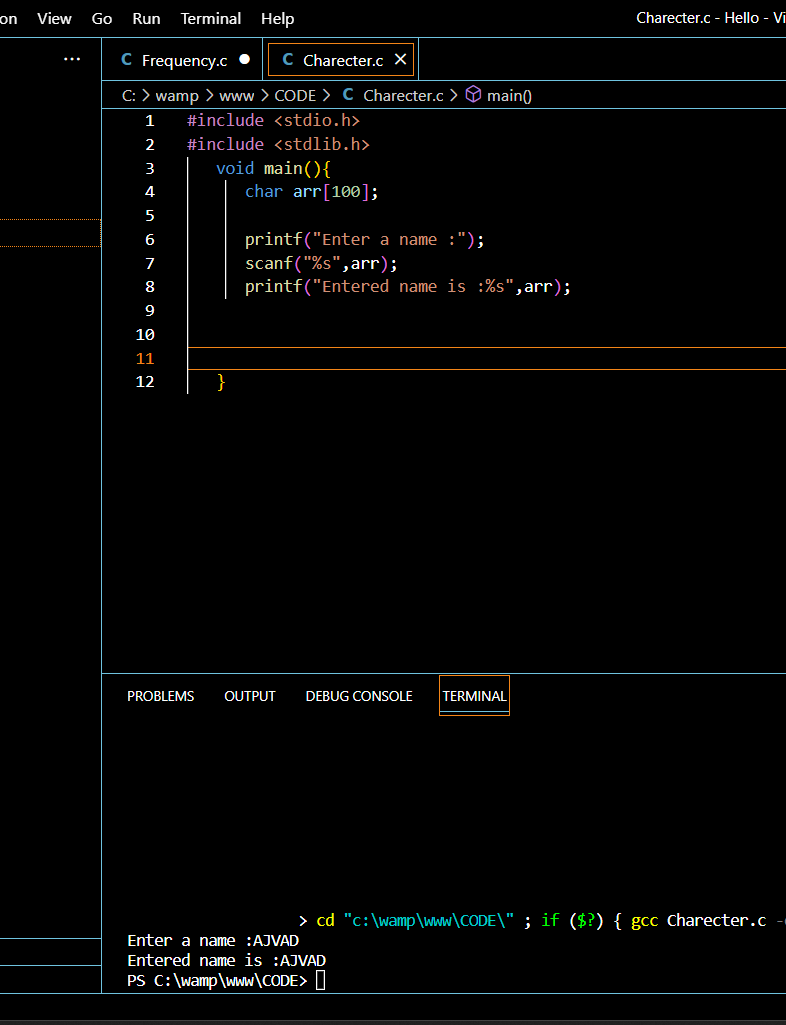 on View Go Run Terminal Help Charecter.c - Hello - Vi
··· C Frequency.c ● C Charecter.c ×
C: > wamp > www > CODE > C Charecter.c > main()
1 #include <stdio.h>
2 #include <stdlib.h>
3 void main(){
4 char arr[100];
5
6 printf("Enter a name :");
7 scanf("%s",arr);
8 printf("Entered name is :%s",arr);
9
10
11
12 }
PROBLEMS OUTPUT DEBUG CONSOLE TERMINAL
> cd "c:\wamp\www\CODE\" ; if ($?) { gcc Charecter.c -
Enter a name :AJVAD
Entered name is :AJVAD
PS C:\wamp\www\CODE>